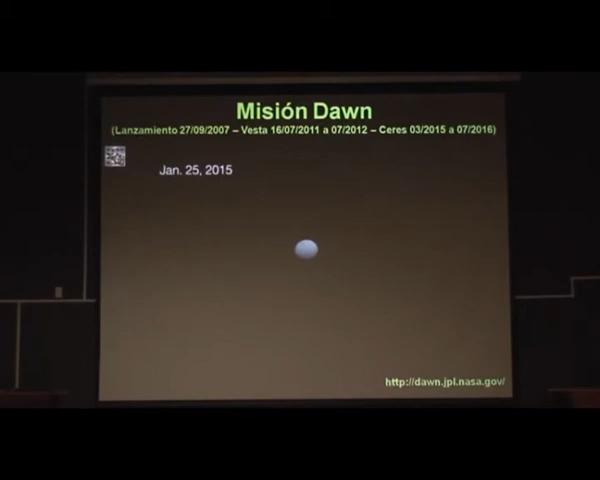 Misión Dawn
(Lanzamiento 27/09/2007 – Vesta 16/07/2011 a 07/2012 – Ceres 03/2015 a 07/2016)
Jan. 25, 2015
http://dawn.jpl.nasa.gov/